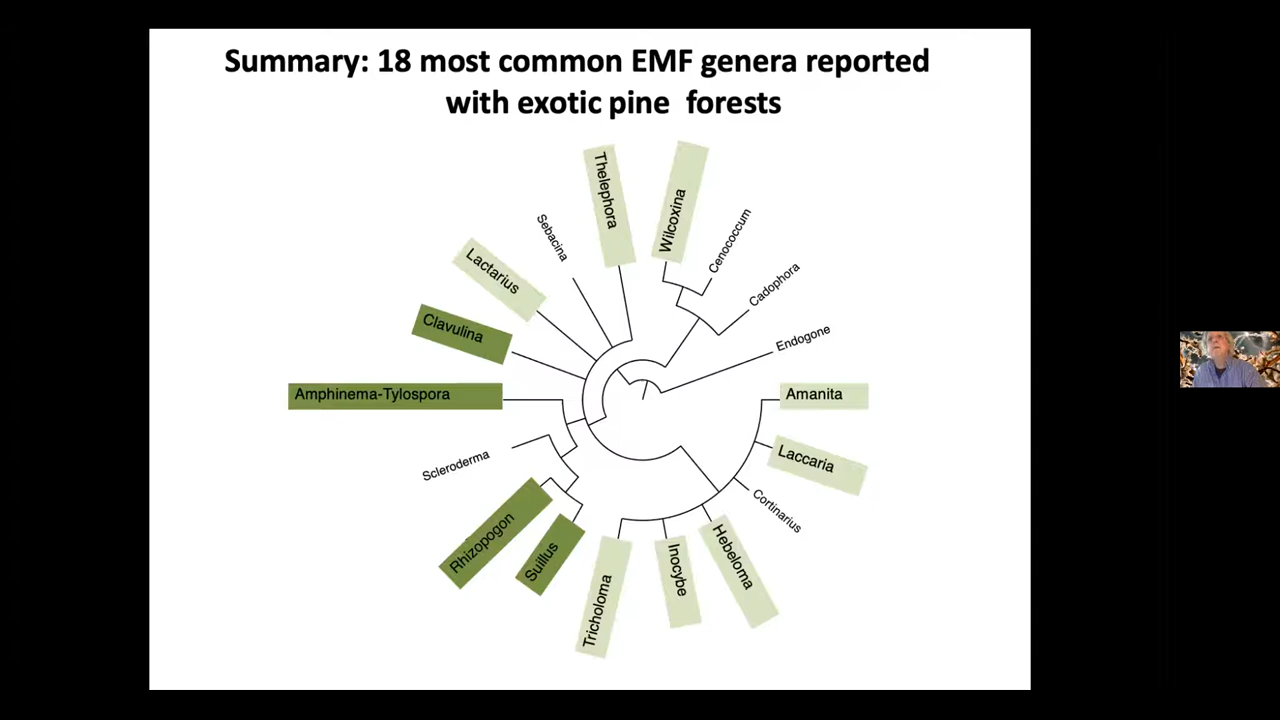 Summary: 18 most common EMF genera reported
with exotic pine forests
Thelephora
Wilcoxina
Sebacina
Cenococcum
Lactarius
Cadophora
Clavulina
Endogone
Amphinema-Tylospora
Amanita
Scleroderma
Laccaria
Rhizopogon
Cortinarius
Suillus
Tricholoma
Inocybe
Hebeloma